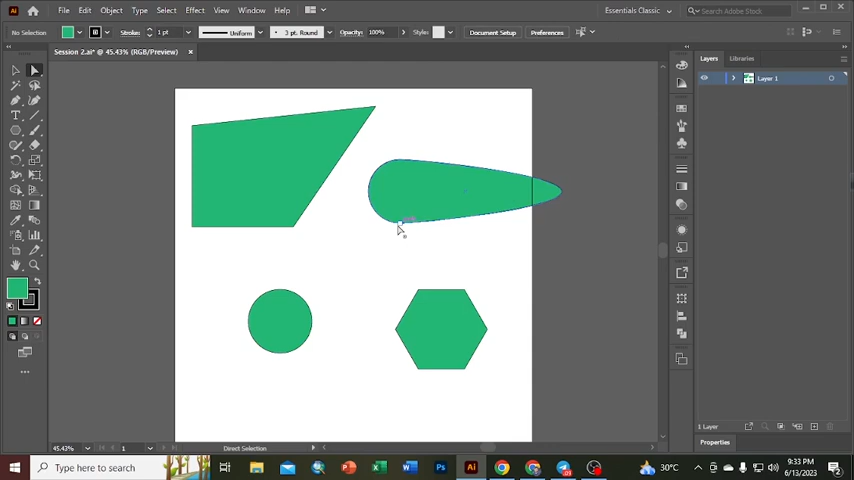 Ai
File Edit Object Type Select Effect View Window Help
Essentials Classic
Search Adobe Stock
No Selection
Stroke: 1 pt Uniform 3 pt. Round Opacity: 100% Style: Document Setup Preferences
Session 2.ai* @ 45.43% (RGB/Preview)
Layers Libraries
Layer 1
1 Layer
Properties
45.43% 1 Direct Selection
Type here to search
Ps
Ai
30°C
9:33 PM
6/13/2023